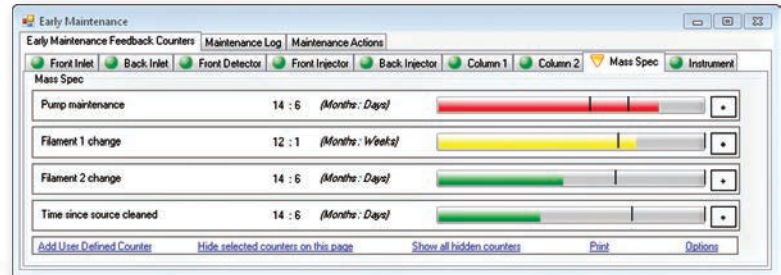 Early Maintenance
Early Maintenance Feedback Counters Maintenance Log Maintenance Actions
Front Inlet Back Inlet Front Detector Front Injector Back Injector Column 1 Column 2 Mass Spec Instrument
Mass Spec
Pump maintenance 14 : 6 (Months : Days) +
Filament 1 change 12 : 1 (Months : Weeks) +
Filament 2 change 14 : 6 (Months : Days) +
Time since source cleaned 14 : 6 (Months : Days) +
Add User Defined Counter Hide selected counters on this page Show all hidden counters Print Options